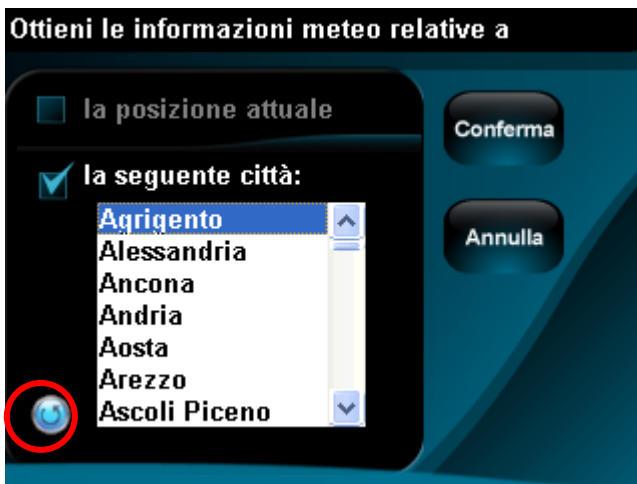 Ottieni le informazioni meteo relative a
la posizione attuale
Conferma
la seguente città:
Annulla
Agrigento
Alessandria
Ancona
Andria
Aosta
Arezzo
Ascoli Piceno